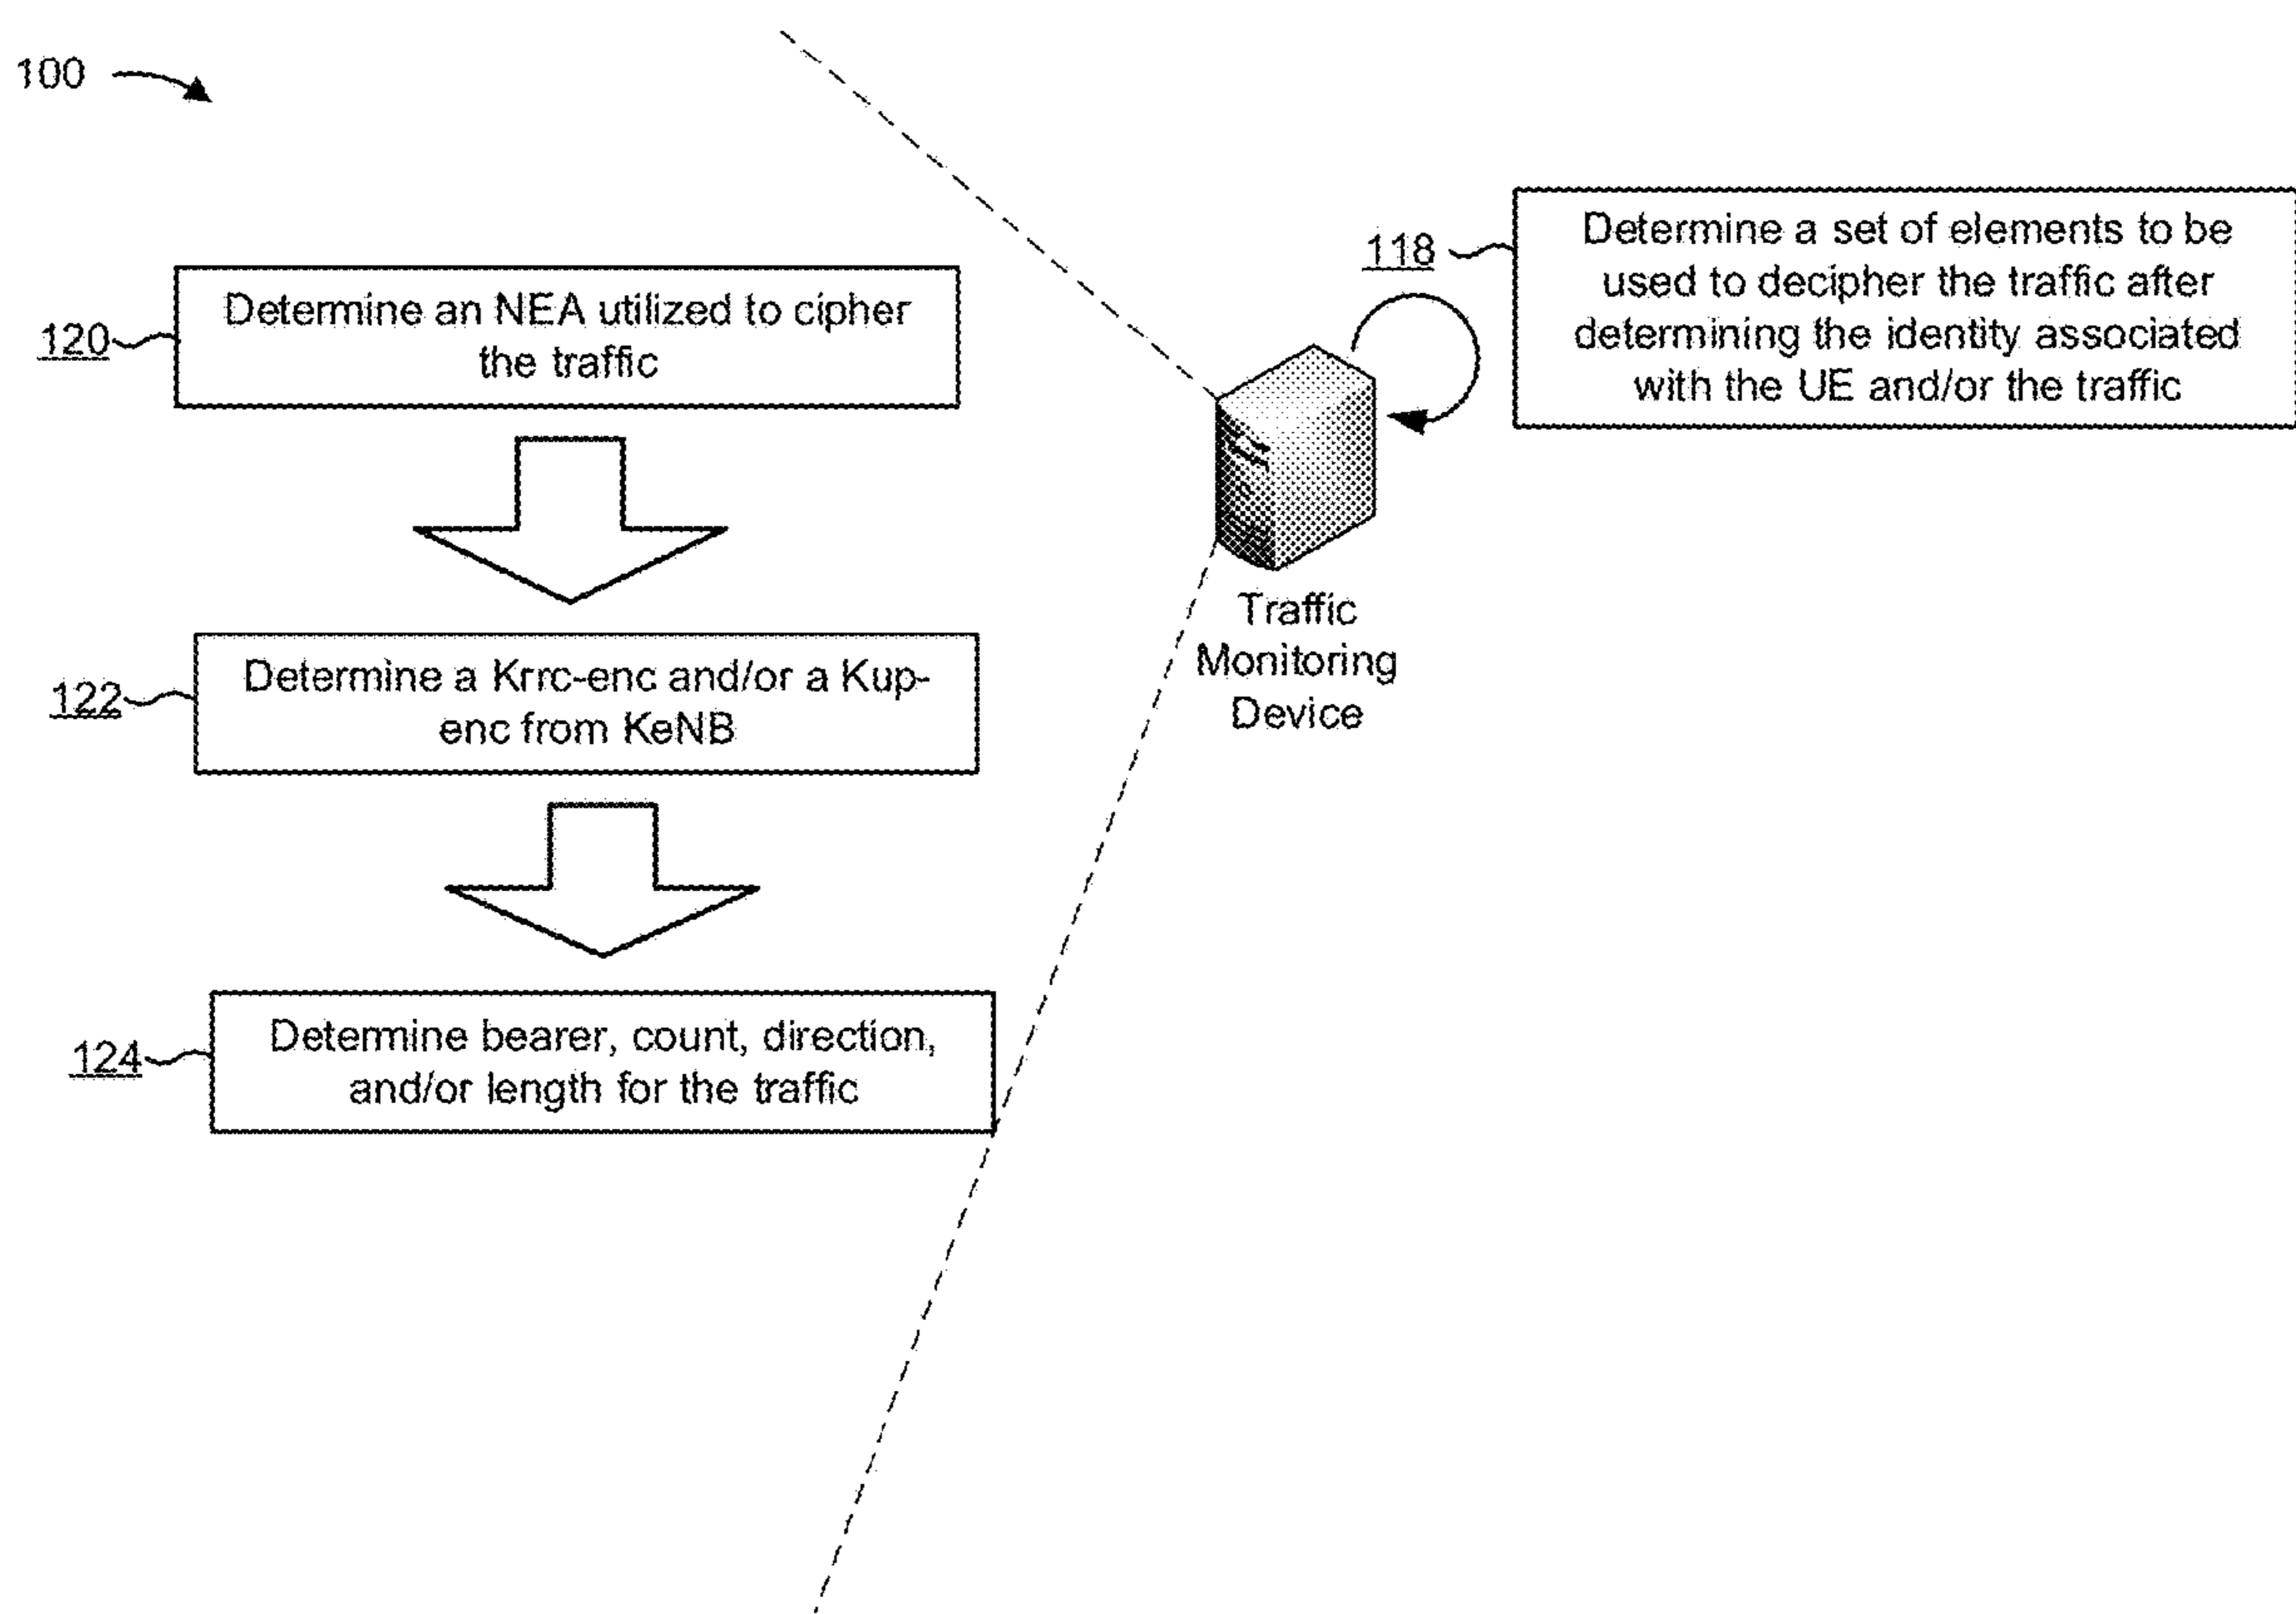 100
118
Determine a set of elements to be
used to decipher the traffic after
determining the identity associated
with the UE and/or the traffic
120
Determine an NEA utilized to cipher
the traffic
Traffic
Monitoring
Device
122
Determine a Krrc-enc and/or a Kup-
enc from KeNB
124
Determine bearer, count, direction,
and/or length for the traffic